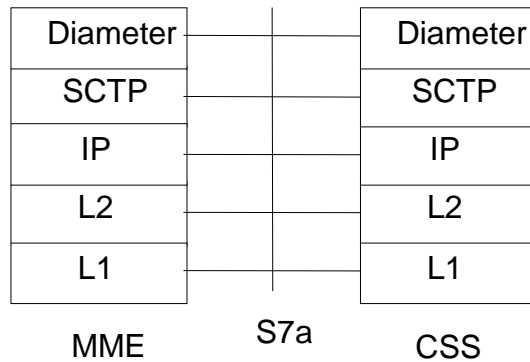 Diameter Diameter
SCTP SCTP
IP IP
L2 L2
L1 L1
MME S7a CSS